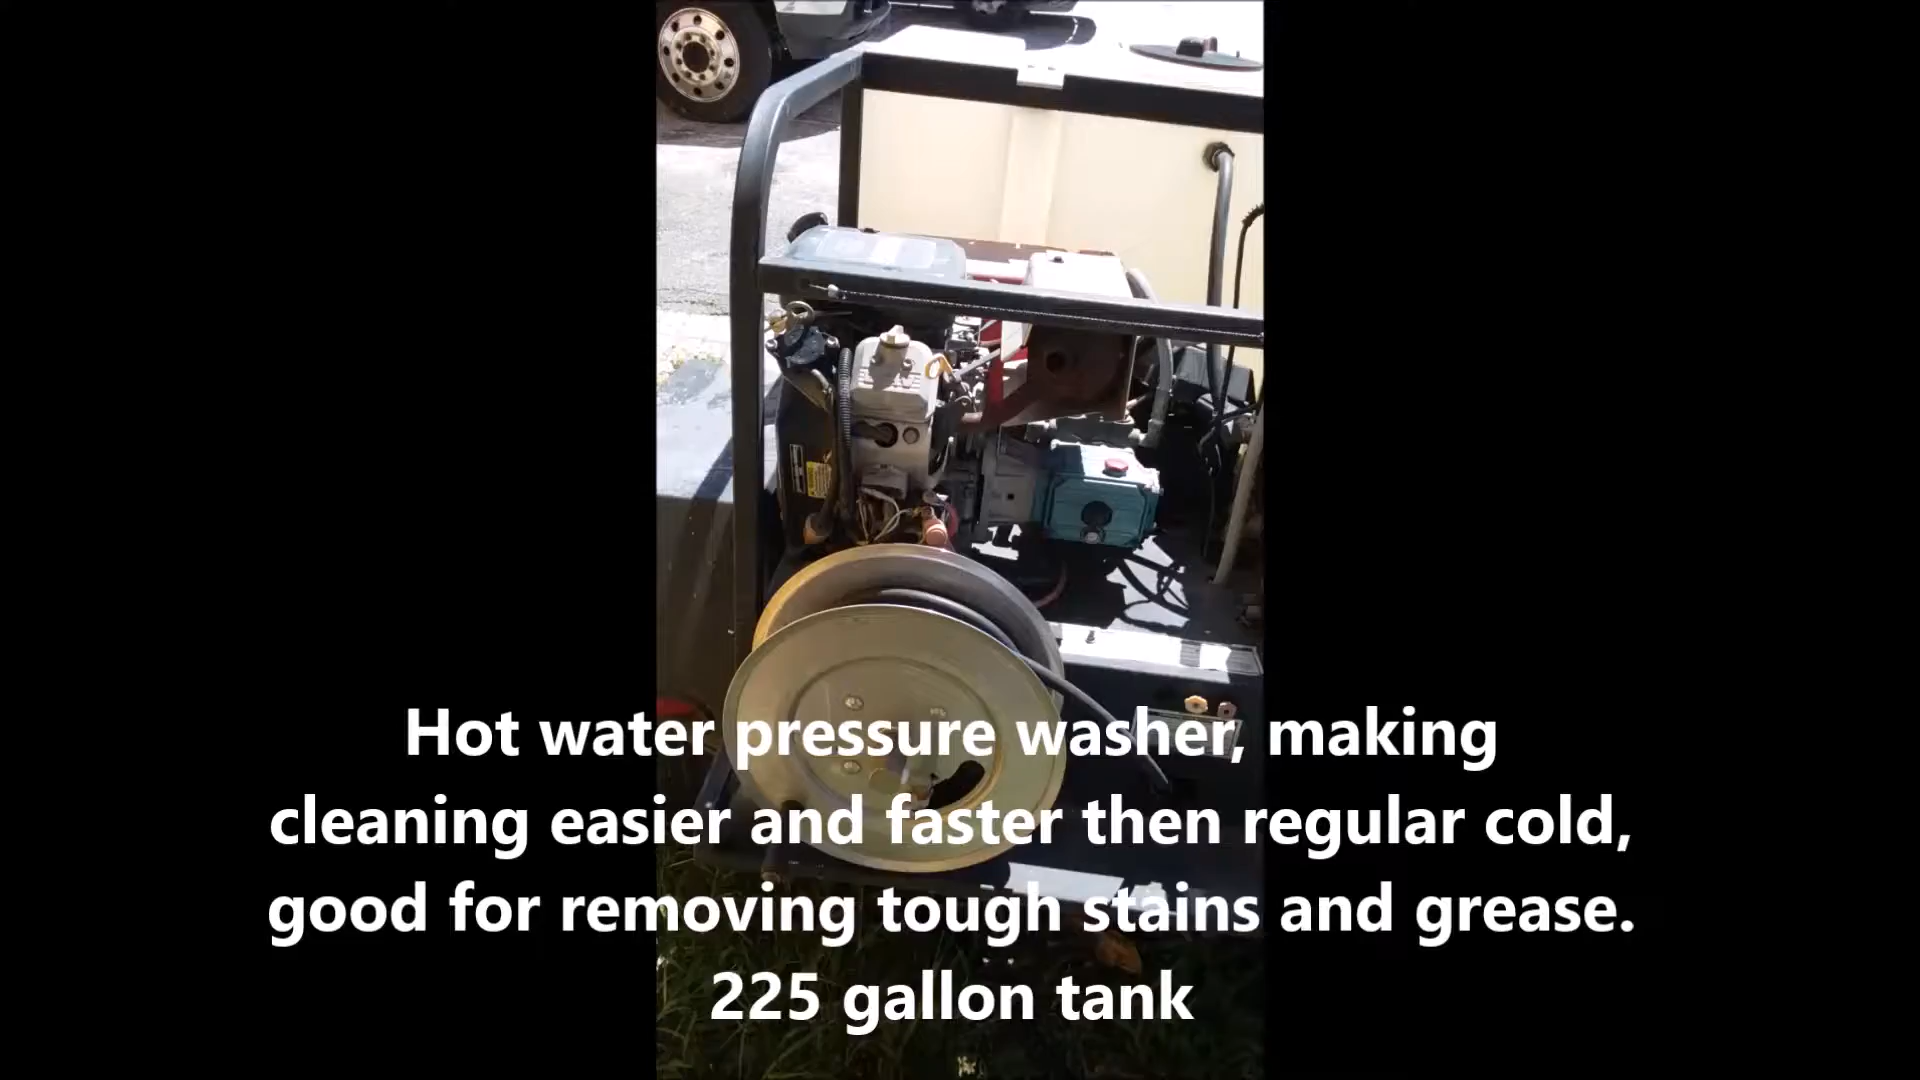 Hot water pressure washer, making
cleaning easier and faster then regular cold,
good for removing tough stains and grease.
225 gallon tank